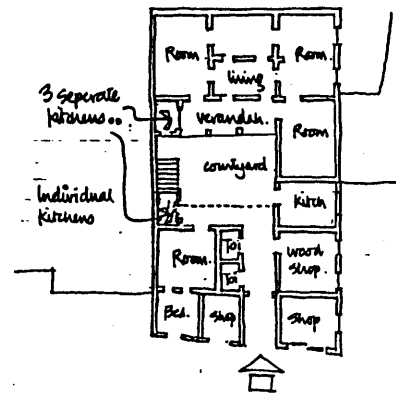 Room
Room.
living
3 Seperate
kitchens..
verandah.
Room
courtyard
Individual
Kitchens
Kitch
Room.
Toi
Toi
Wood
Shop.
Bed.
Shop
Shop